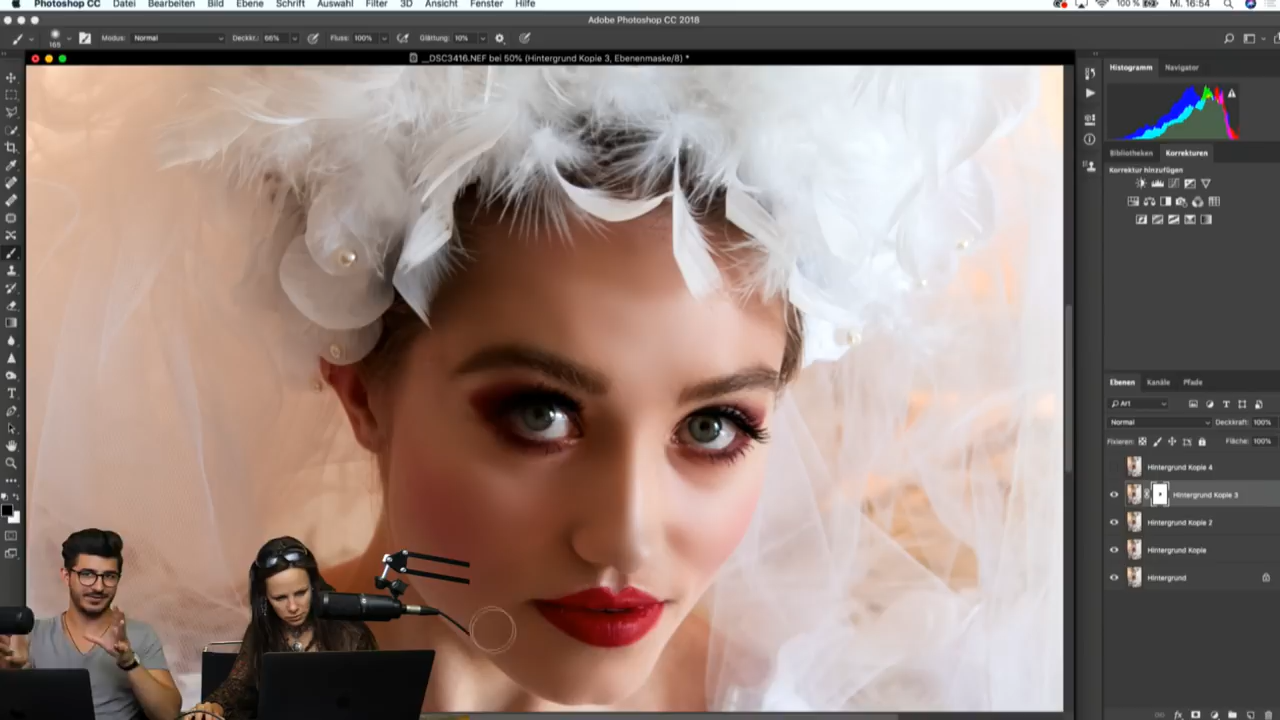 Photoshop CC Datei Bearbeiten Bild Ebene Schrift Auswahl Filter 3D Ansicht Fenster Hilfe 100% Mi. 16:54
Adobe Photoshop CC 2018
165 Modus: Normal Deckkr.: 66% Fluss: 100% Glättung: 10%
__DSC3416.NEF bei 50% (Hintergrund Kopie 3, Ebenenmaske/8) *
Histogramm Navigator
Bibliotheken Korrekturen
Korrektur hinzufügen
Ebenen Kanäle Pfade
Art
Normal Deckkraft: 100%
Fixieren: Fläche: 100%
Hintergrund Kopie 4
Hintergrund Kopie 3
Hintergrund Kopie 2
Hintergrund Kopie
Hintergrund